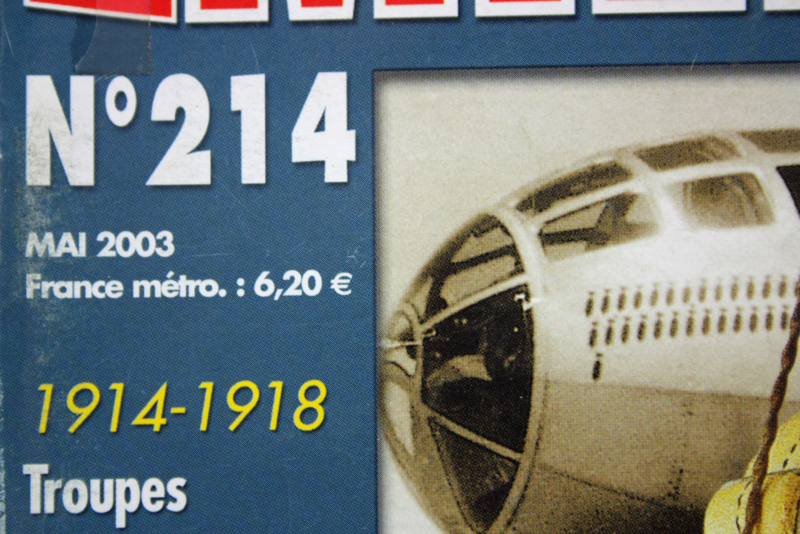 N°214
MAI 2003
France métro. : 6,20 €
1914-1918
Troupes